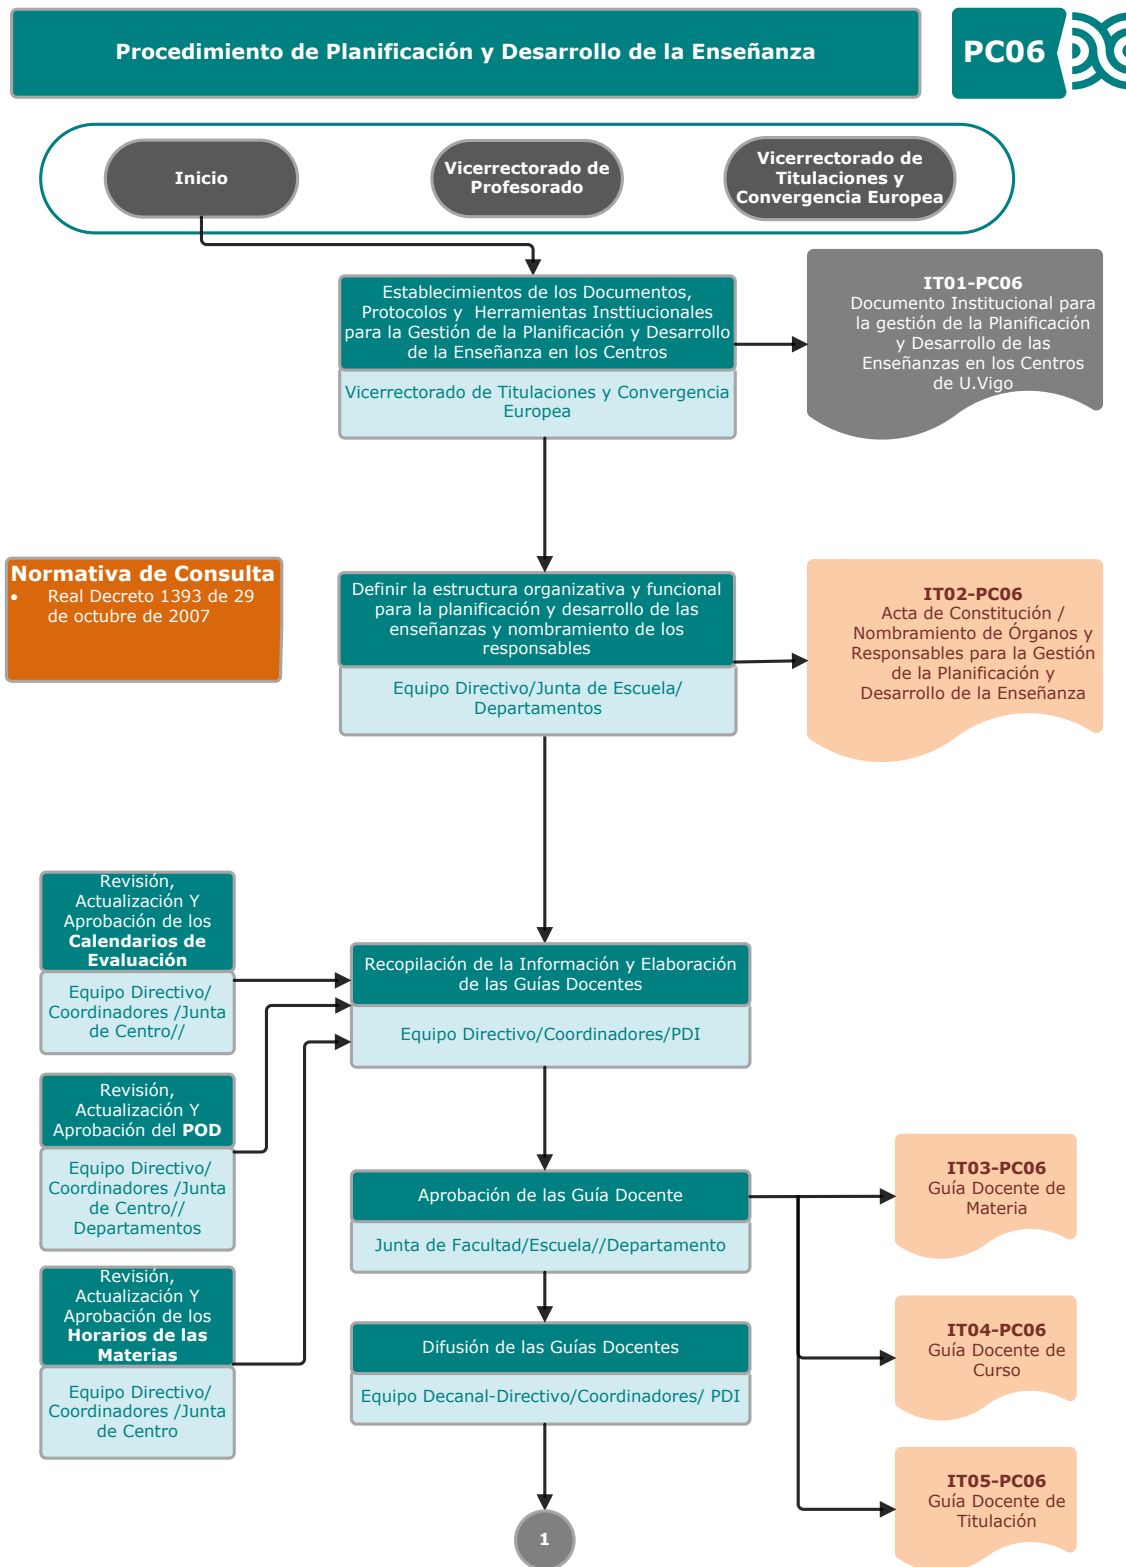 Procedimiento de Planificación y Desarrollo de la Enseñanza
PC06
Inicio
Vicerrectorado de
Profesorado
Vicerrectorado de
Titulaciones y
Convergencia Europea
Establecimientos de los Documentos,
Protocolos y Herramientas Insttiucionales
para la Gestión de la Planificación y Desarrollo
de la Enseñanza en los Centros
Vicerrectorado de Titulaciones y Convergencia
Europea
IT01-PC06
Documento Institucional para
la gestión de la Planificación
y Desarrollo de las
Enseñanzas en los Centros
de U.Vigo
Normativa de Consulta
• Real Decreto 1393 de 29
de octubre de 2007
Definir la estructura organizativa y funcional
para la planificación y desarrollo de las
enseñanzas y nombramiento de los
responsables
Equipo Directivo/Junta de Escuela/
Departamentos
IT02-PC06
Acta de Constitución /
Nombramiento de Órganos y
Responsables para la Gestión
de la Planificación y
Desarrollo de la Enseñanza
Revisión,
Actualización Y
Aprobación de los
Calendarios de
Evaluación
Equipo Directivo/
Coordinadores /Junta
de Centro//
Recopilación de la Información y Elaboración
de las Guías Docentes
Equipo Directivo/Coordinadores/PDI
Revisión,
Actualización Y
Aprobación del POD
Equipo Directivo/
Coordinadores /Junta
de Centro//
Departamentos
Aprobación de las Guía Docente
Junta de Facultad/Escuela//Departamento
IT03-PC06
Guía Docente de
Materia
Revisión,
Actualización Y
Aprobación de los
Horarios de las
Materias
Equipo Directivo/
Coordinadores /Junta
de Centro
Difusión de las Guías Docentes
Equipo Decanal-Directivo/Coordinadores/ PDI
IT04-PC06
Guía Docente de
Curso
IT05-PC06
Guía Docente de
Titulación
1